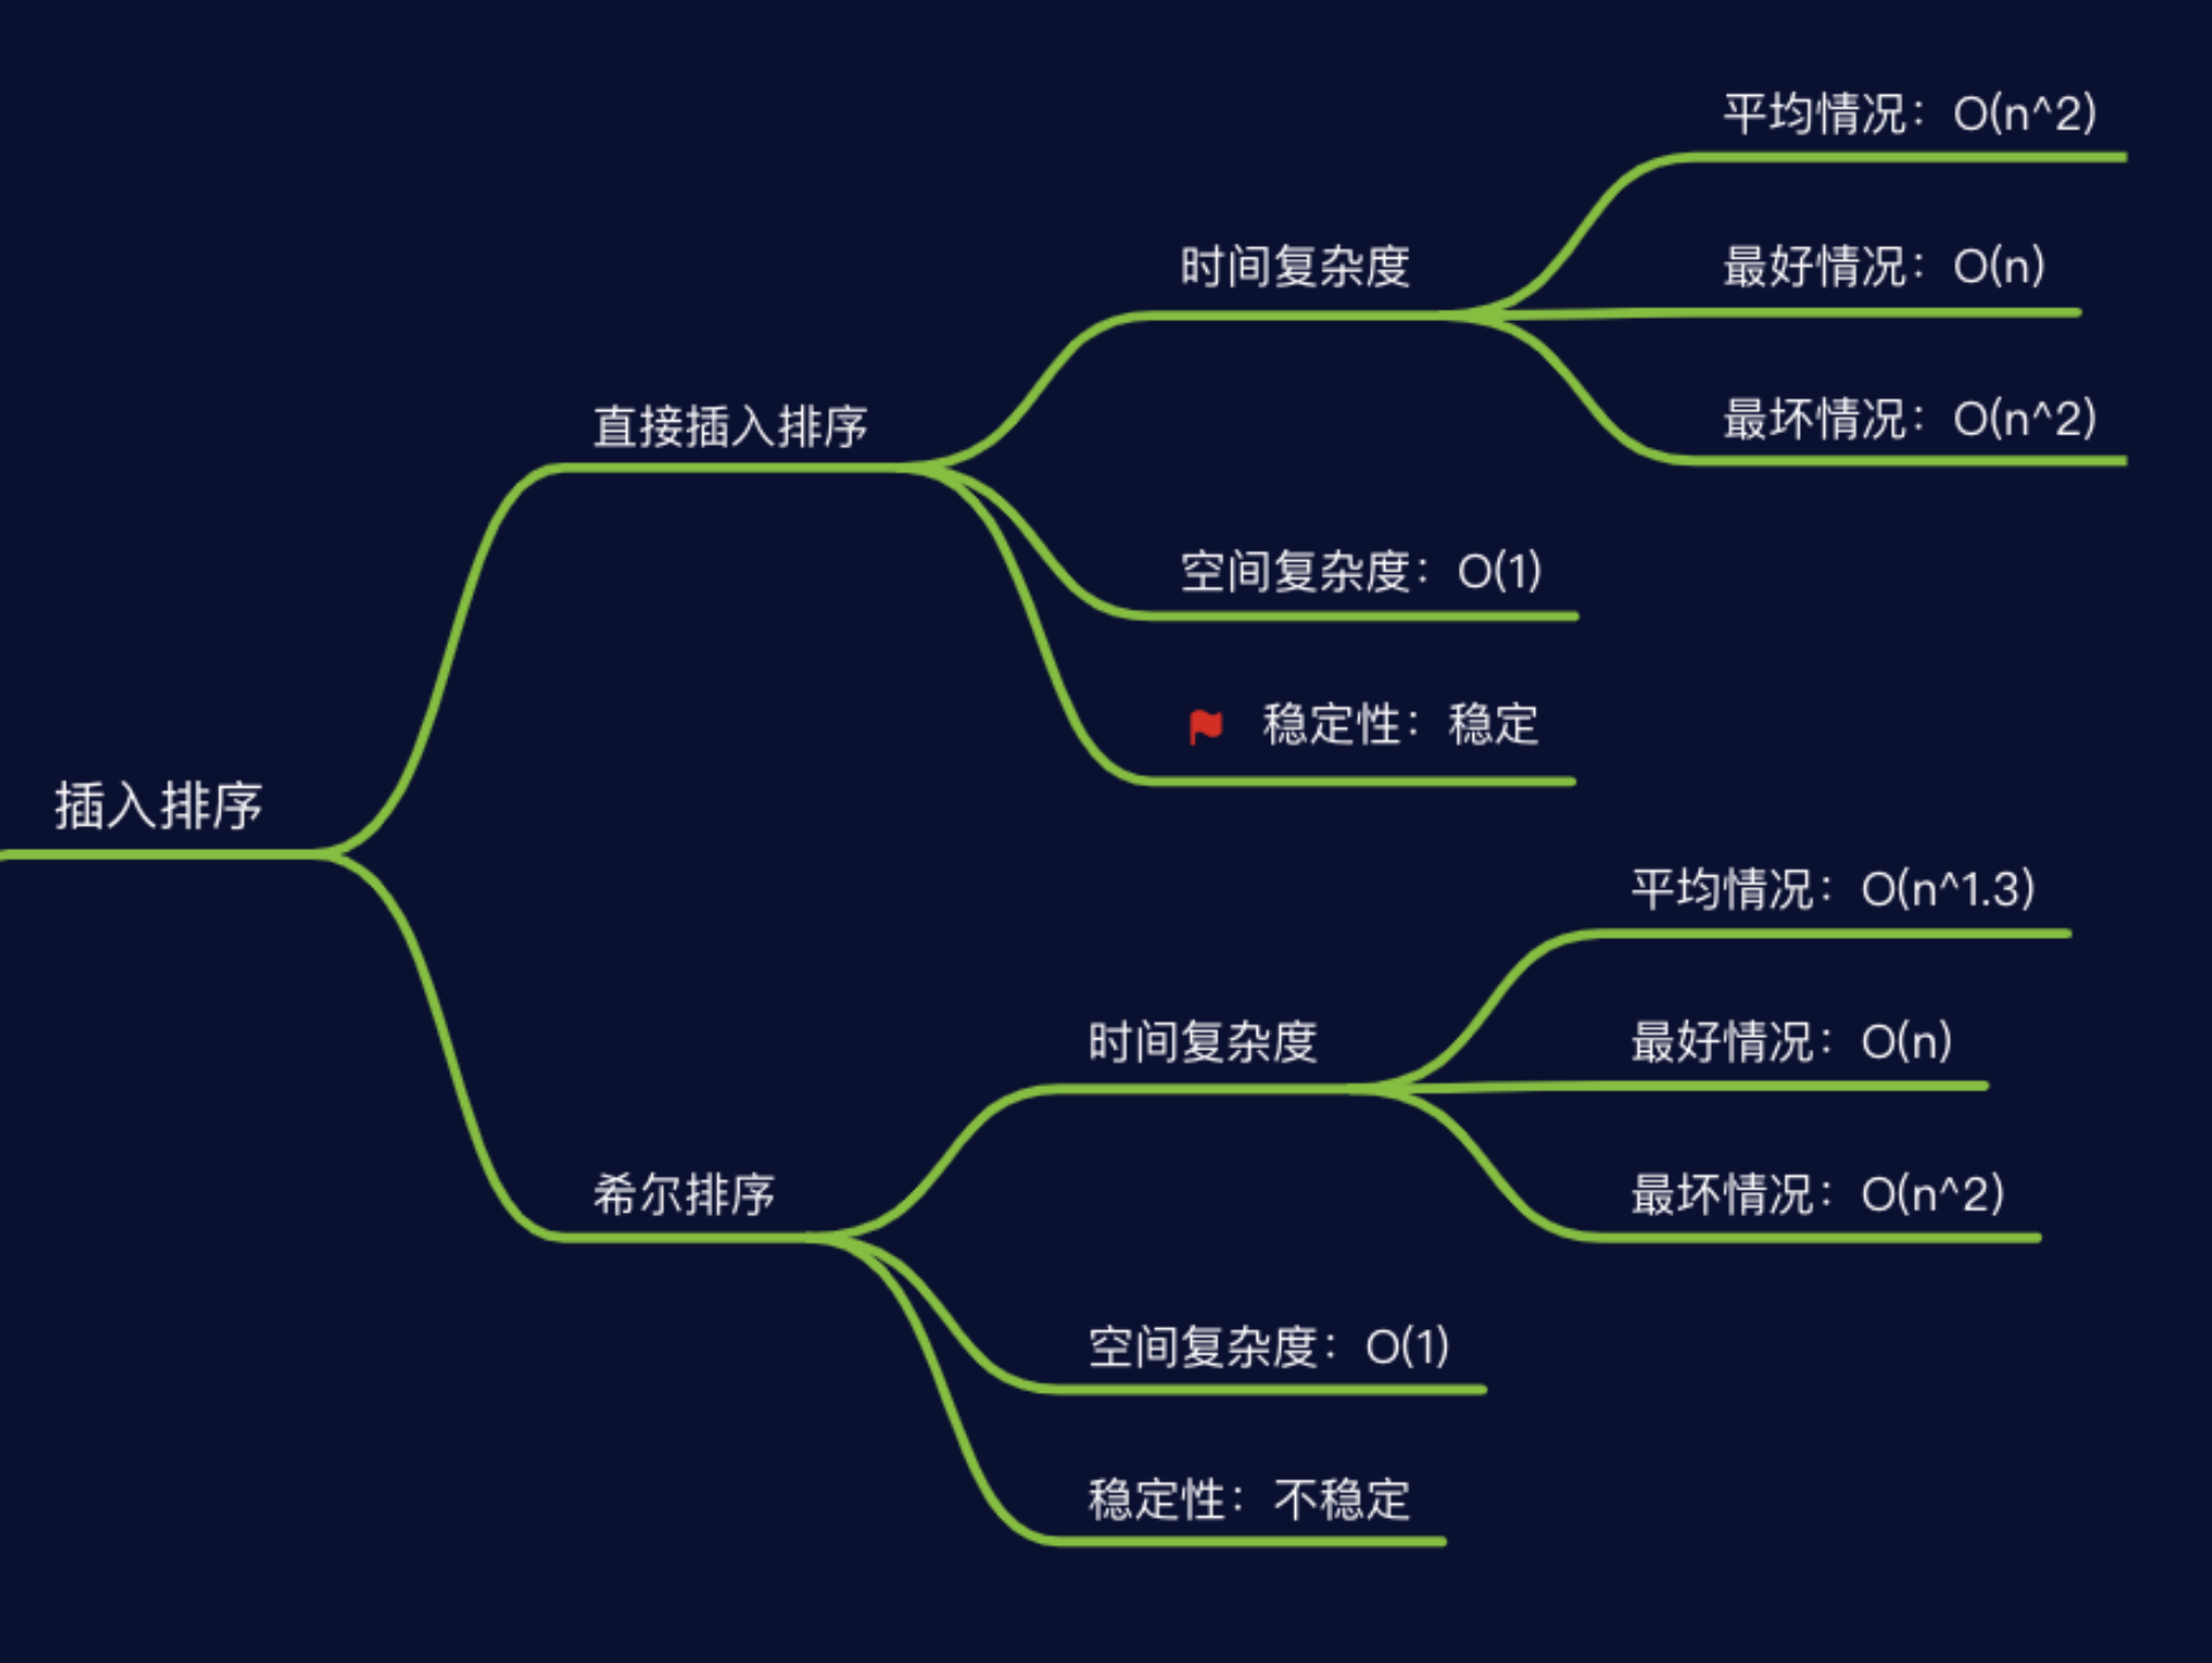 插入排序
直接插入排序
时间复杂度
平均情况：O(n^2)
最好情况：O(n)
最坏情况：O(n^2)
空间复杂度：O(1)
稳定性：稳定
希尔排序
时间复杂度
平均情况：O(n^1.3)
最好情况：O(n)
最坏情况：O(n^2)
空间复杂度：O(1)
稳定性：不稳定